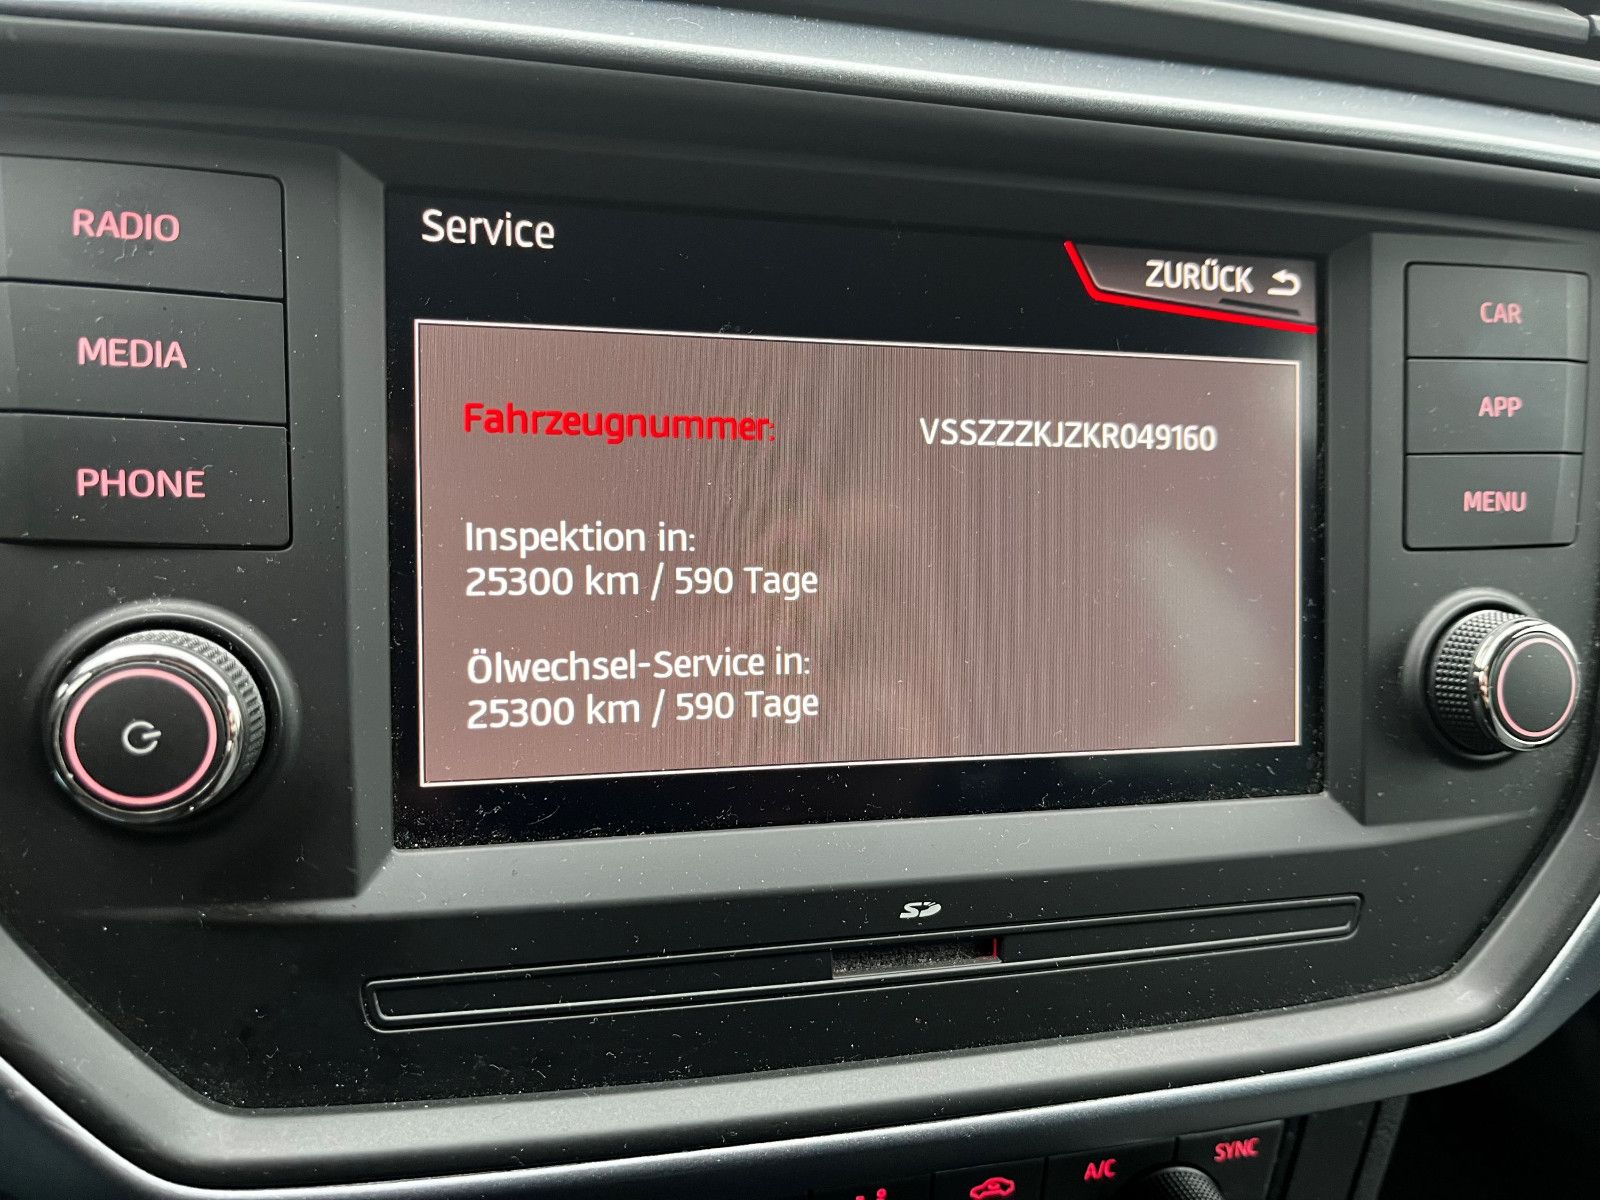 RADIO
MEDIA
PHONE
Service
ZURÜCK
Fahrzeugnummer: VSSZZZKJZKR049160
Inspektion in:
25300 km / 590 Tage
Ölwechsel-Service in:
25300 km / 590 Tage
CAR
APP
MENU
SD
A/C
SYNC